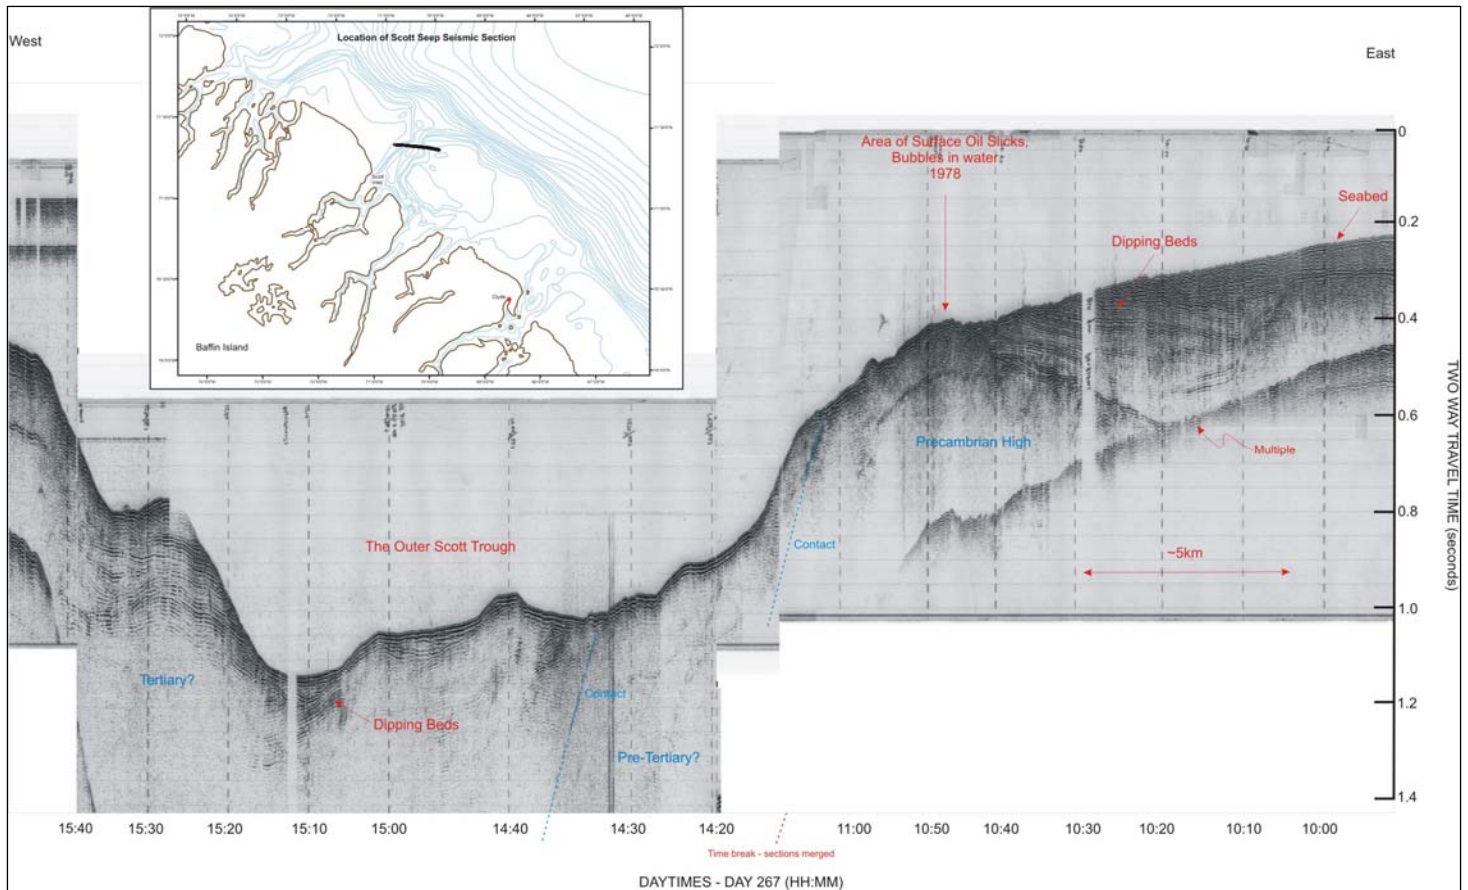 West
Location of Scott Seep Seismic Section
Scott
Inlet
Clyde
Baffin Island
East
Area of Surface Oil Slicks,
Bubbles in water
1978
Seabed
Dipping Beds
Precambrian High
Multiple
Contact
~5km
The Outer Scott Trough
Tertiary?
Dipping Beds
Contact
Pre-Tertiary?
0
0.2
0.4
0.6
0.8
1.0
1.2
1.4
TWO WAY TRAVEL TIME (seconds)
15:40 15:30 15:20 15:10 15:00 14:40 14:30 14:20 11:00 10:50 10:40 10:30 10:20 10:10 10:00
Time break - sections merged
DAYTIMES - DAY 267 (HH:MM)